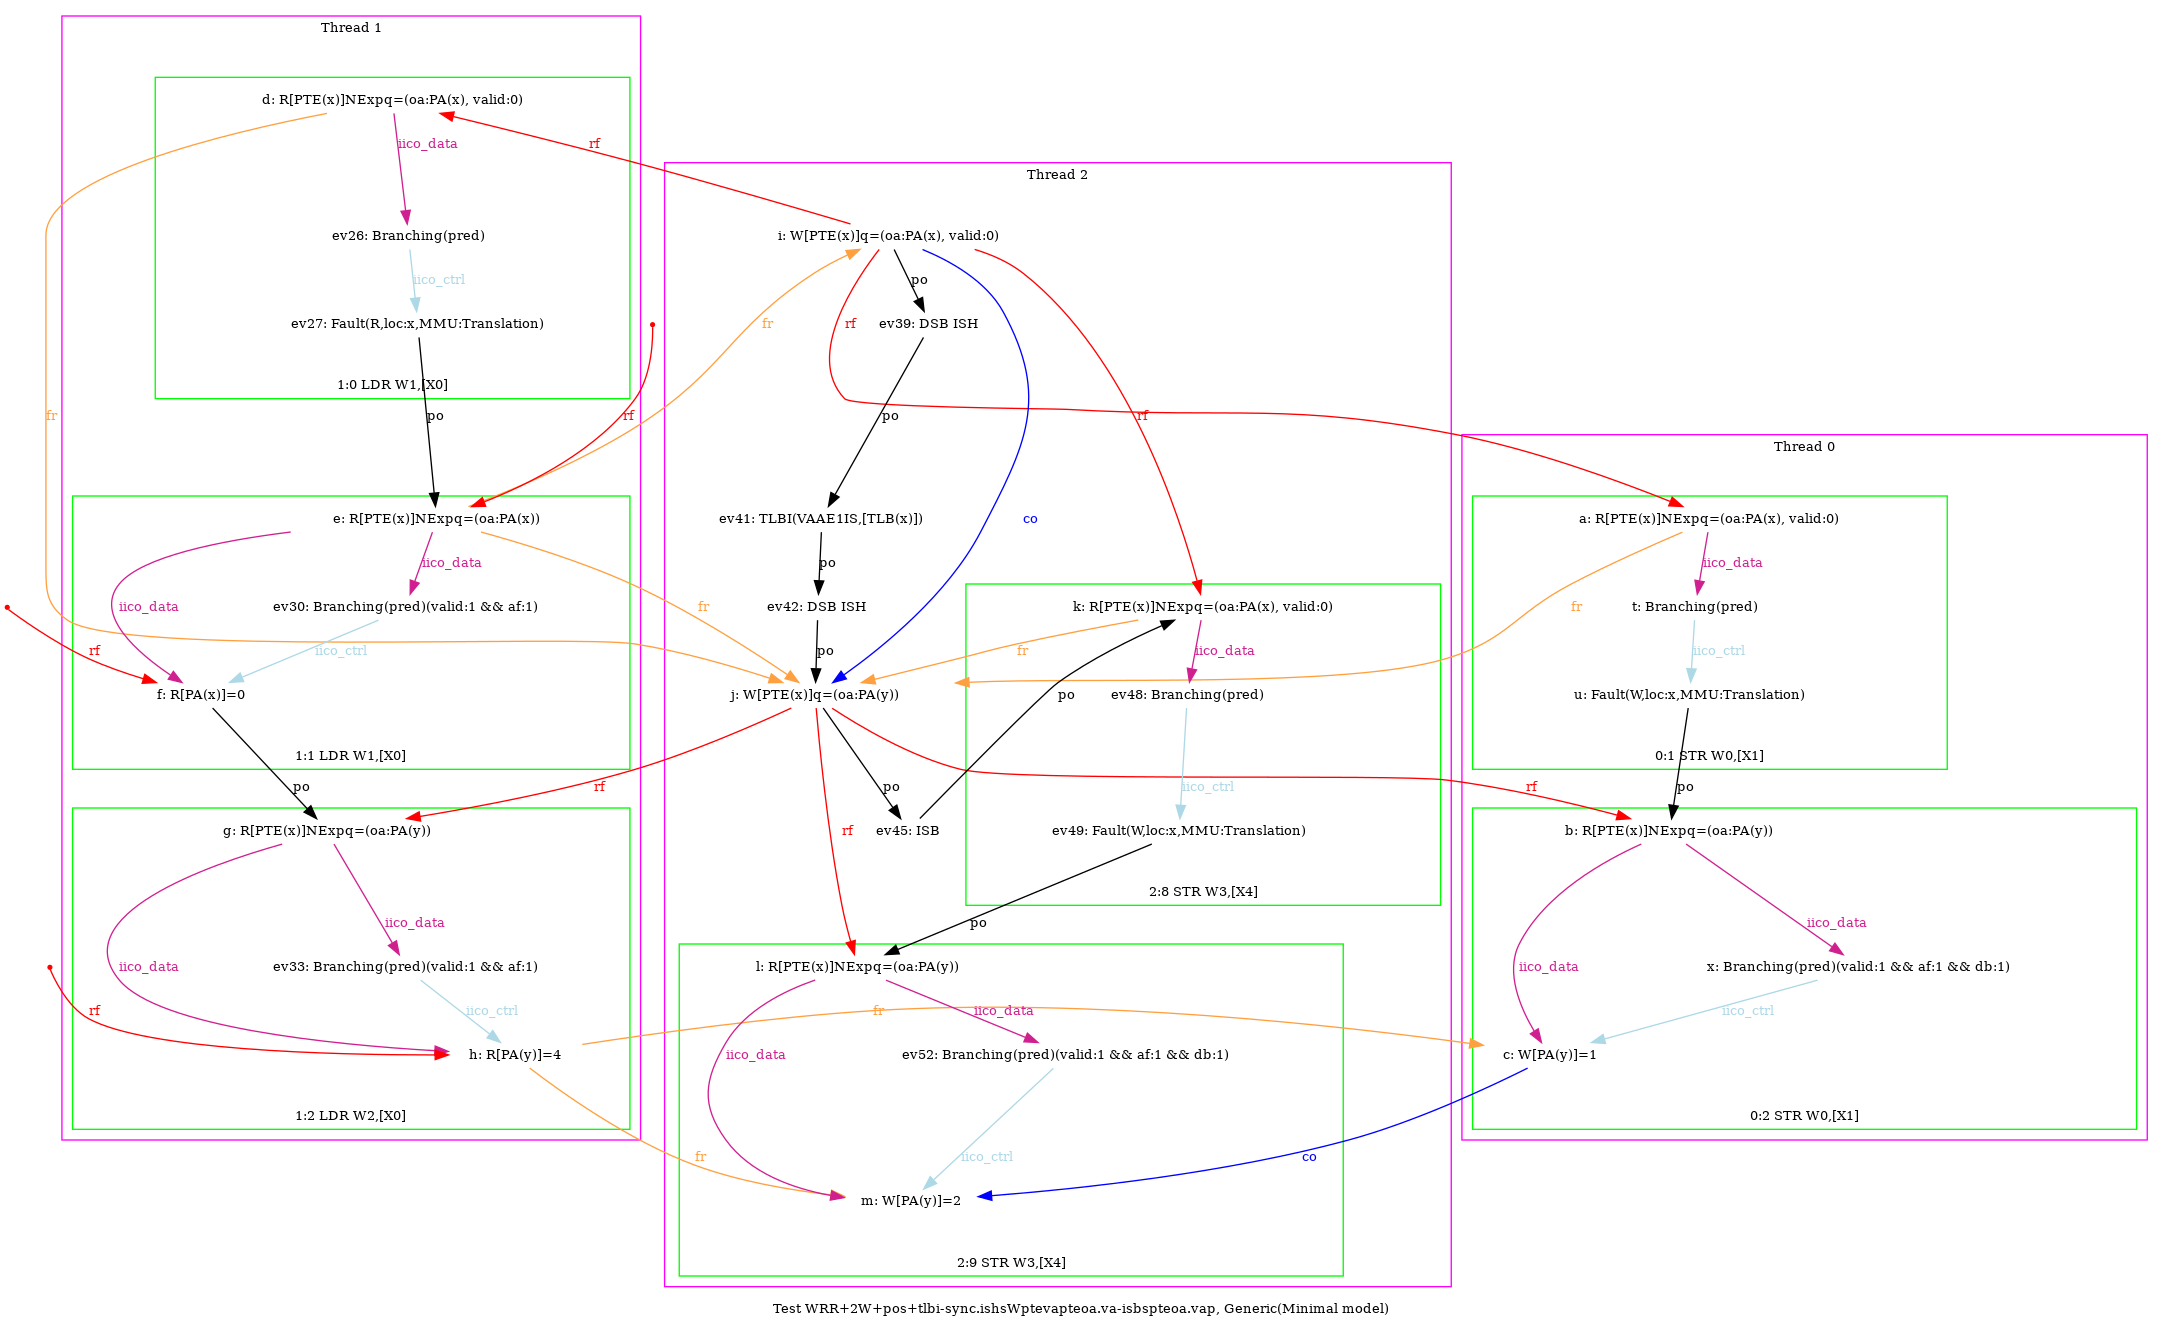 Thread 1
d: R[PTE(x)]NExpq=(oa:PA(x), valid:0)
iico_data
rf
ev26: Branching(pred)
iico_ctrl
ev27: Fault(R,loc:x,MMU:Translation)
1:0 LDR W1,[X0]
fr
po
rf
e: R[PTE(x)]NExpq=(oa:PA(x))
iico_data
iico_data
ev30: Branching(pred)(valid:1 && af:1)
iico_ctrl
rf
f: R[PA(x)]=0
1:1 LDR W1,[X0]
po
rf
g: R[PTE(x)]NExpq=(oa:PA(y))
iico_data
iico_data
ev33: Branching(pred)(valid:1 && af:1)
rf
iico_ctrl
h: R[PA(y)]=4
1:2 LDR W2,[X0]
Thread 2
i: W[PTE(x)]q=(oa:PA(x), valid:0)
po
fr
rf
ev39: DSB ISH
po
rf
ev41: TLBI(VAAE1IS,[TLB(x)])
co
po
fr
ev42: DSB ISH
k: R[PTE(x)]NExpq=(oa:PA(x), valid:0)
po
fr
iico_data
j: W[PTE(x)]q=(oa:PA(y))
po
ev48: Branching(pred)
po
iico_ctrl
rf
ev45: ISB
ev49: Fault(W,loc:x,MMU:Translation)
2:8 STR W3,[X4]
po
l: R[PTE(x)]NExpq=(oa:PA(y))
fr
iico_data
iico_data
ev52: Branching(pred)(valid:1 && af:1 && db:1)
fr
iico_ctrl
m: W[PA(y)]=2
2:9 STR W3,[X4]
Thread 0
a: R[PTE(x)]NExpq=(oa:PA(x), valid:0)
iico_data
fr
t: Branching(pred)
iico_ctrl
u: Fault(W,loc:x,MMU:Translation)
0:1 STR W0,[X1]
rf
po
b: R[PTE(x)]NExpq=(oa:PA(y))
iico_data
iico_data
x: Branching(pred)(valid:1 && af:1 && db:1)
iico_ctrl
c: W[PA(y)]=1
0:2 STR W0,[X1]
co
Test WRR+2W+pos+tlbi-sync.ishsWptevapteoa.va-isbspteoa.vap, Generic(Minimal model)